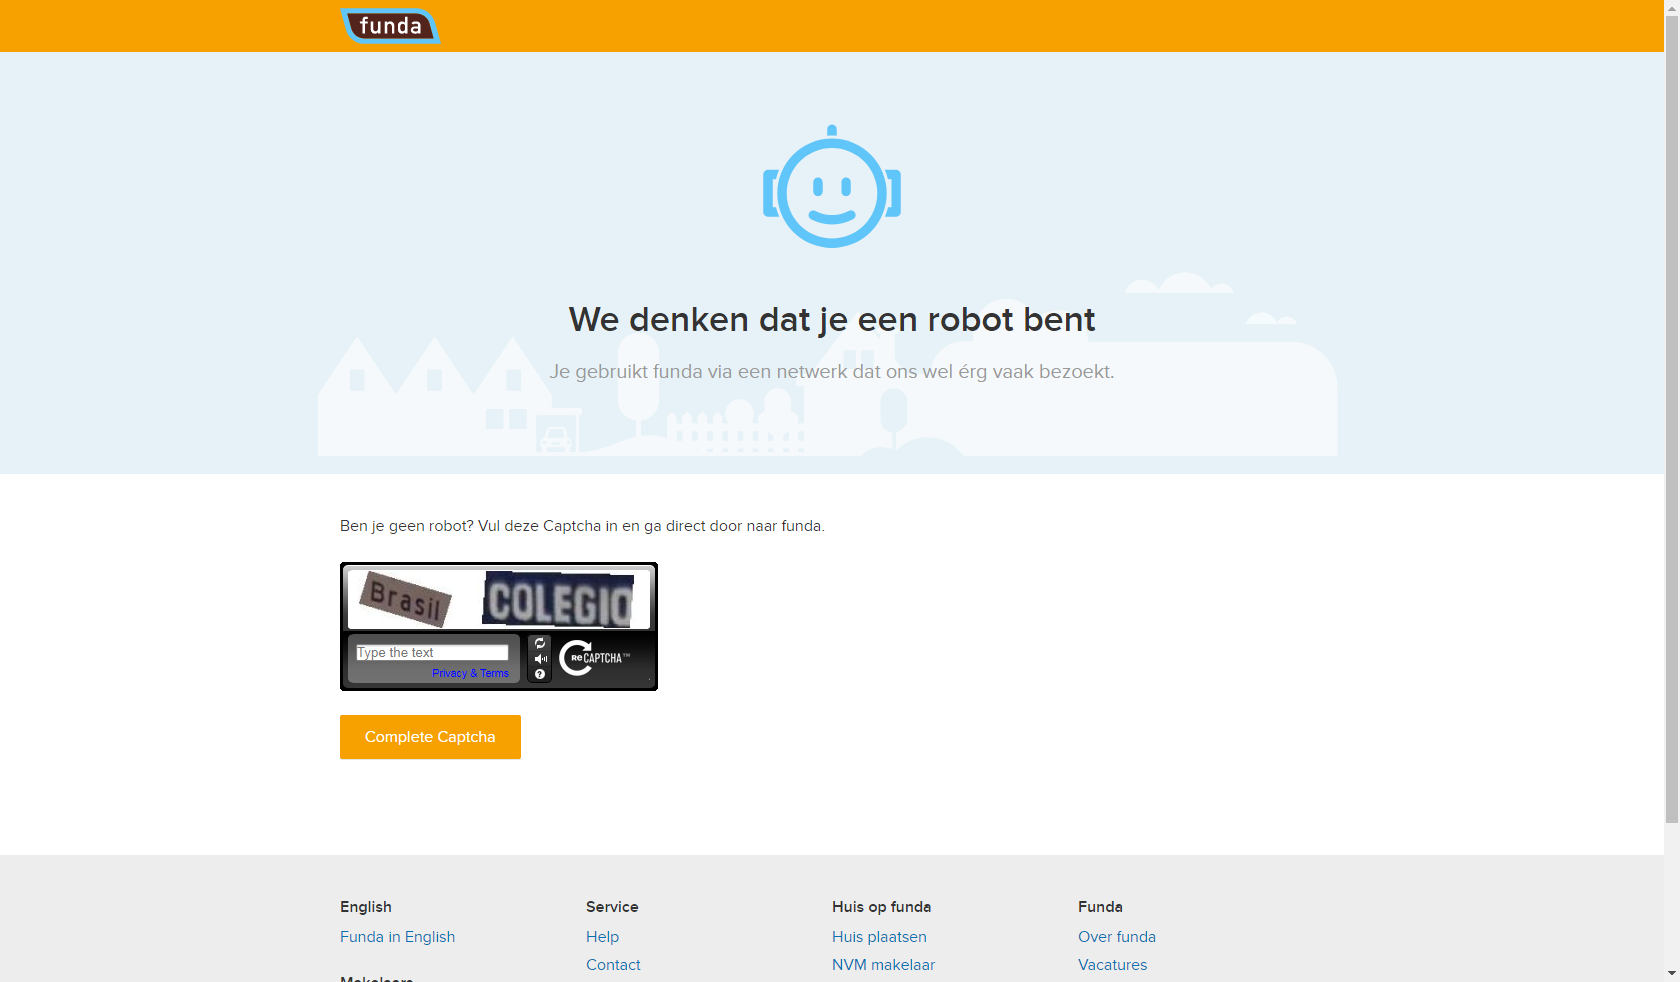 funda
We denken dat je een robot bent
Je gebruikt funda via een netwerk dat ons wel érg vaak bezoekt.
Ben je geen robot? Vul deze Captcha in en ga direct door naar funda.
Brasil COLEGIO
Type the text
Privacy & Terms
reCAPTCHA™
Complete Captcha
English
Funda in English
Makelaars
Service
Help
Contact
Huis op funda
Huis plaatsen
NVM makelaar
Funda
Over funda
Vacatures